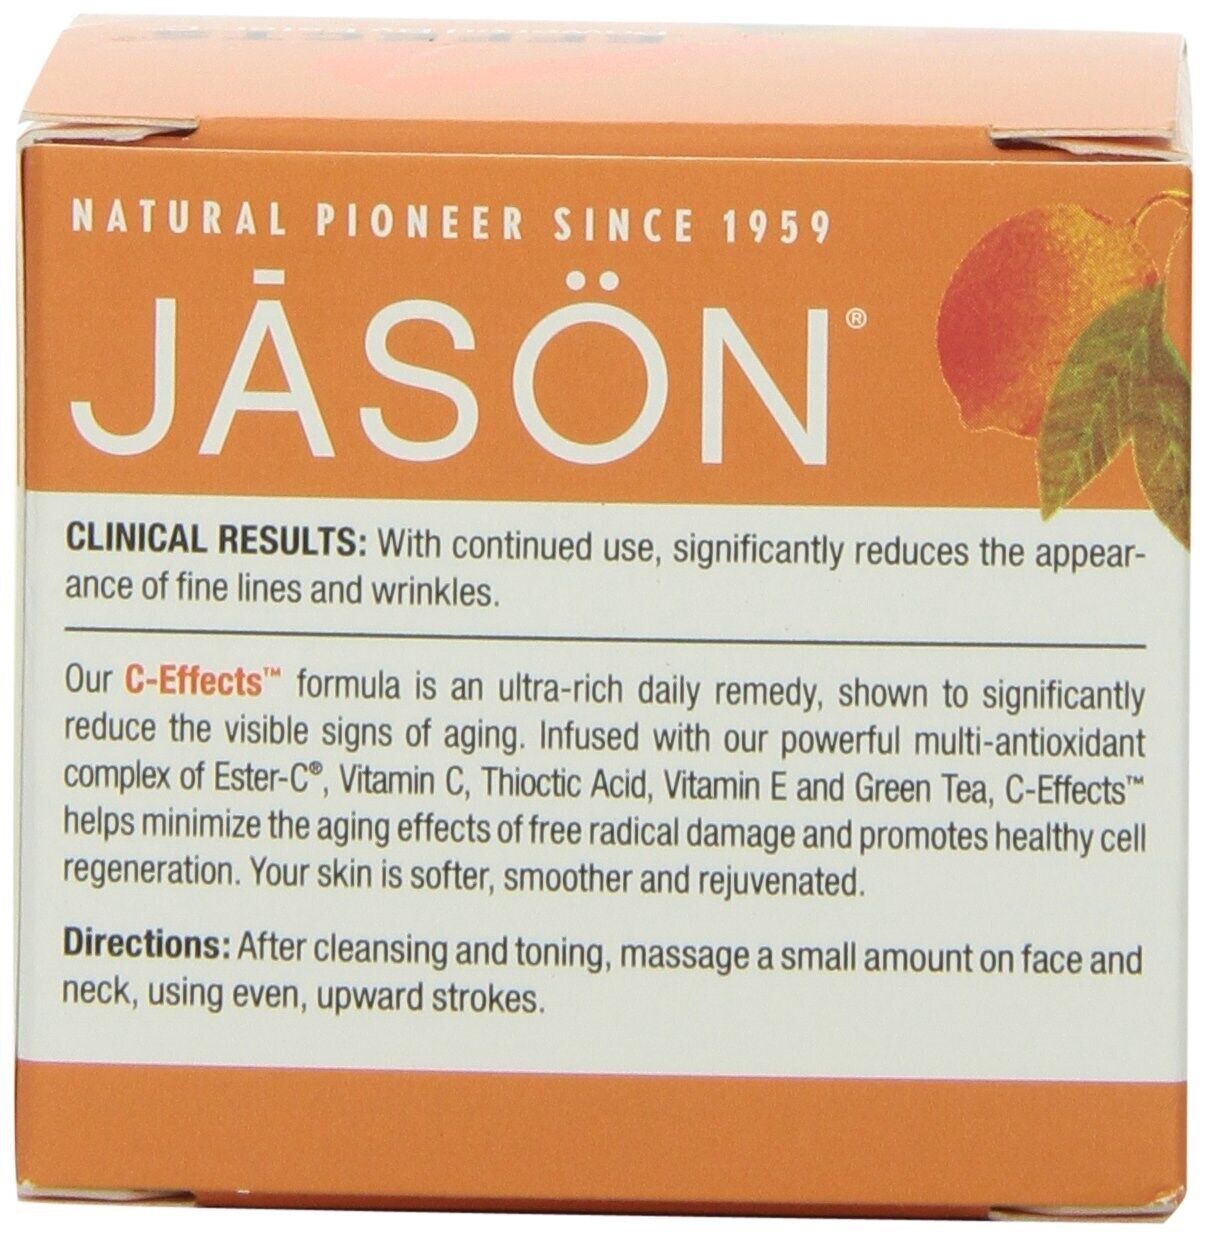 NATURAL PIONEER SINCE 1959
JĀSÖN®
CLINICAL RESULTS: With continued use, significantly reduces the appear-
ance of fine lines and wrinkles.
Our C-Effects™ formula is an ultra-rich daily remedy, shown to significantly
reduce the visible signs of aging. Infused with our powerful multi-antioxidant
complex of Ester-C®, Vitamin C, Thioctic Acid, Vitamin E and Green Tea, C-Effects™
helps minimize the aging effects of free radical damage and promotes healthy cell
regeneration. Your skin is softer, smoother and rejuvenated.
Directions: After cleansing and toning, massage a small amount on face and
neck, using even, upward strokes.